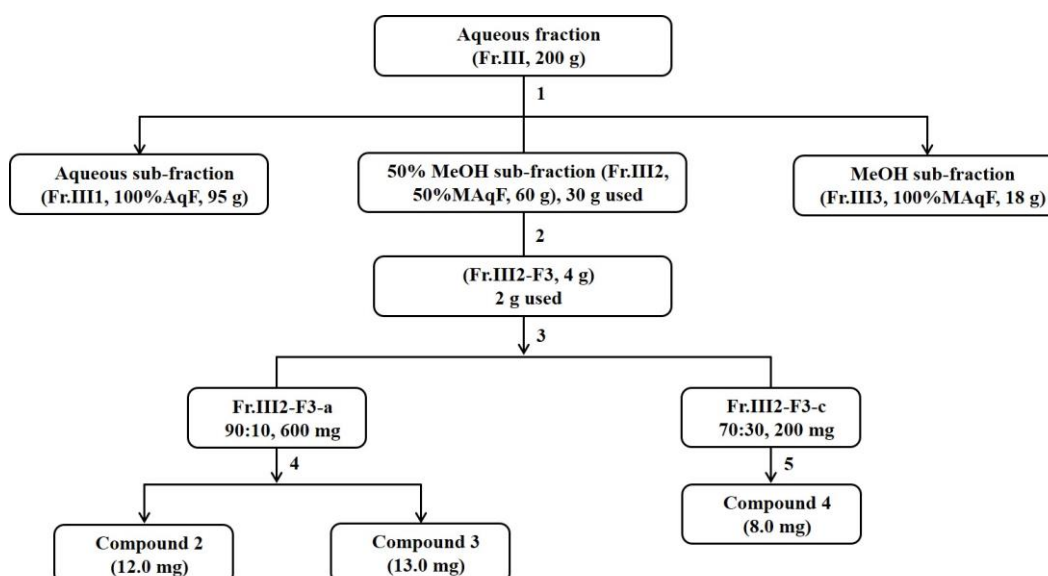 Aqueous fraction
(Fr.III, 200 g)
1
Aqueous sub-fraction
(Fr.III1, 100%AqF, 95 g)
50% MeOH sub-fraction (Fr.III2,
50%MAqF, 60 g), 30 g used
MeOH sub-fraction
(Fr.III3, 100%MAqF, 18 g)
2
(Fr.III2-F3, 4 g)
2 g used
3
Fr.III2-F3-a
90:10, 600 mg
Fr.III2-F3-c
70:30, 200 mg
4
5
Compound 2
(12.0 mg)
Compound 3
(13.0 mg)
Compound 4
(8.0 mg)